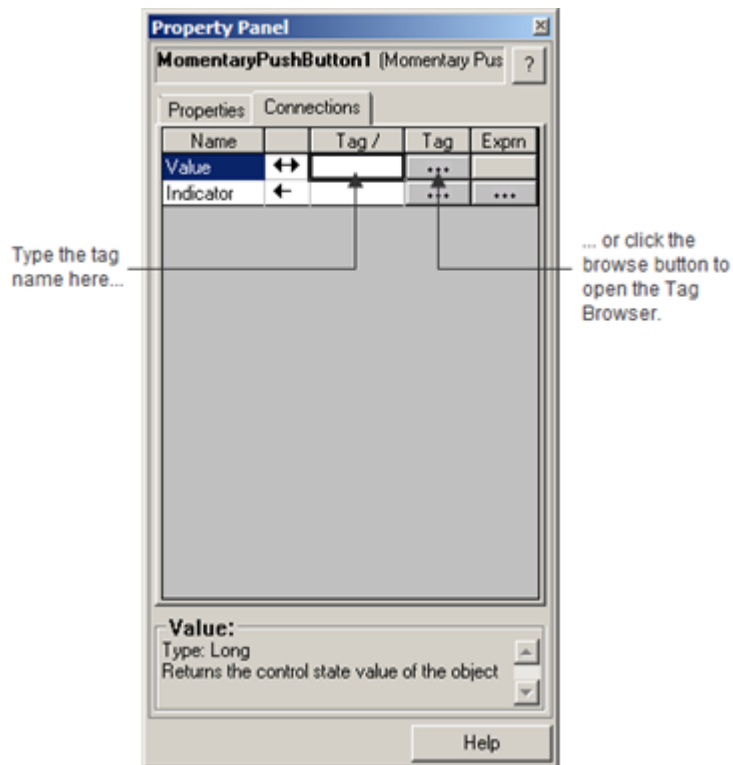 Property Panel
MomentaryPushButton1 (Momentary Pus
?
Properties Connections
Name Tag / Tag Exprn
Value ...
Indicator ... ...
Type the tag
name here...
... or click the
browse button to
open the Tag
Browser.
Value:
Type: Long
Returns the control state value of the object
Help